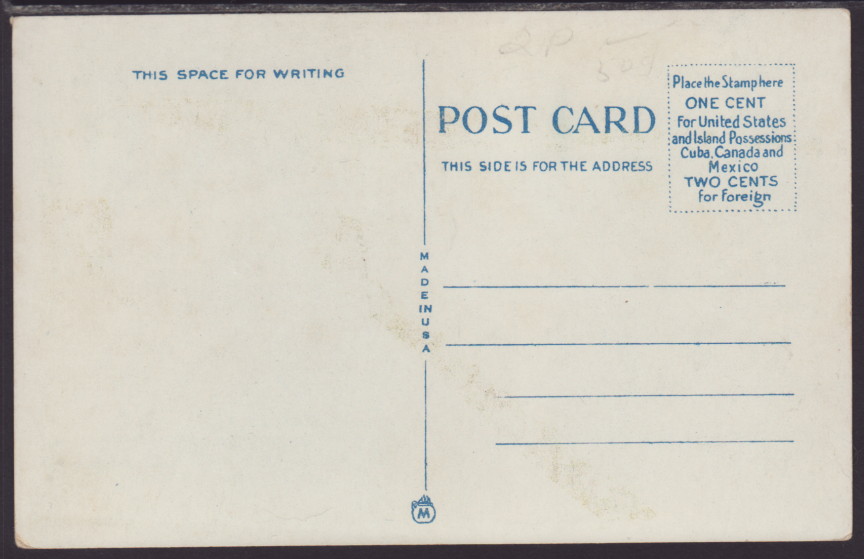 THIS SPACE FOR WRITING
POST CARD
THIS SIDE IS FOR THE ADDRESS
Place the Stamp here
ONE CENT
For United States
and Island Possessions
Cuba, Canada and
Mexico
TWO CENTS
for Foreign
MADE IN USA
M